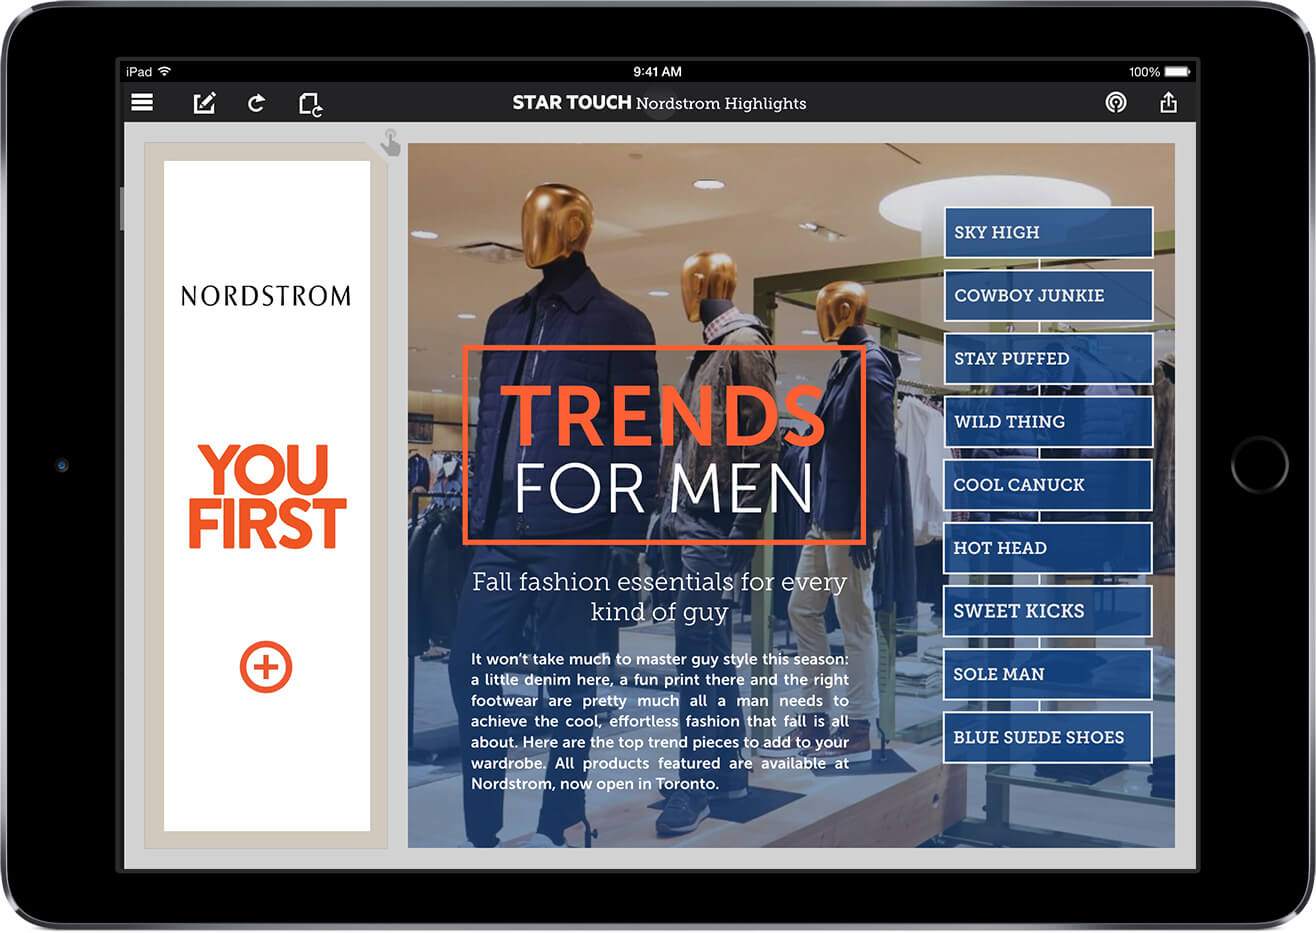 iPad
9:41 AM
100%
STAR TOUCH Nordstrom Highlights
NORDSTROM
YOU
FIRST
TRENDS
FOR MEN
Fall fashion essentials for every
kind of guy
It won't take much to master guy style this season:
a little denim here, a fun print there and the right
footwear are pretty much all a man needs to
achieve the cool, effortless fashion that fall is all
about. Here are the top trend pieces to add to your
wardrobe. All products featured are available at
Nordstrom, now open in Toronto.
SKY HIGH
COWBOY JUNKIE
STAY PUFFED
WILD THING
COOL CANUCK
HOT HEAD
SWEET KICKS
SOLE MAN
BLUE SUEDE SHOES